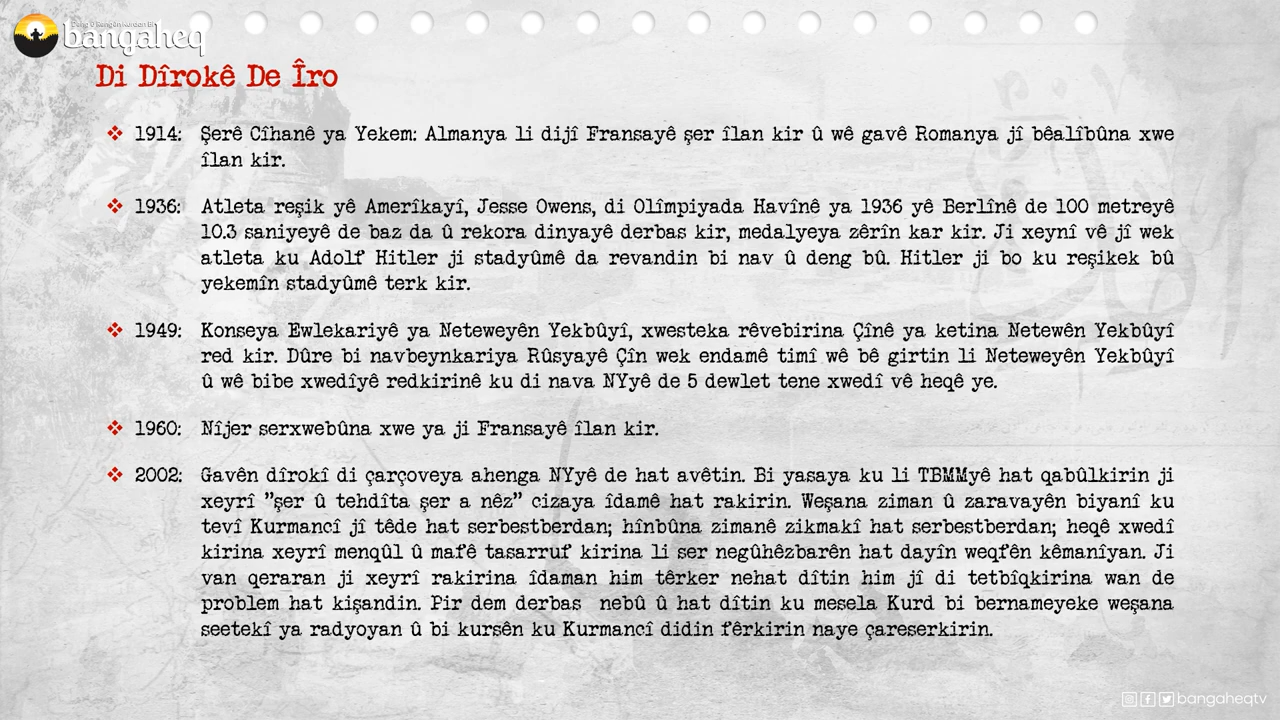 Deng û Bangên Kurdan Bi
bangaheq
Di Dîrokê De Îro
❖ 1914: Şerê Cîhanê ya Yekem: Almanya li dijî Fransayê şer îlan kir û wê gavê Romanya jî bêalîbûna xwe
îlan kir.
❖ 1936: Atleta reşik yê Amerîkayî, Jesse Owens, di Olîmpiyada Havînê ya 1936 yê Berlînê de 100 metreyê
10.3 saniyeyê de baz da û rekora dinyayê derbas kir, medalyeya zêrîn kar kir. Ji xeynî vê jî wek
atleta ku Adolf Hitler ji stadyûmê da revandin bi nav û deng bû. Hitler ji bo ku reşikek bû
yekemîn stadyûmê terk kir.
❖ 1949: Konseya Ewlekariyê ya Neteweyên Yekbûyî, xwesteka rêvebirina Çînê ya ketina Netewên Yekbûyî
red kir. Dûre bi navbeynkariya Rûsyayê Çîn wek endamê timî wê bê girtin li Neteweyên Yekbûyî
û wê bibe xwedîyê redkirinê ku di nava NYyê de 5 dewlet tene xwedî vê heqê ye.
❖ 1960: Nîjer serxwebûna xwe ya ji Fransayê îlan kir.
❖ 2002: Gavên dîrokî di çarçoveya ahenga NYyê de hat avêtin. Bi yasaya ku li TBMMyê hat qabûlkirin ji
xeyrî ”şer û tehdîta şer a nêz” cizaya îdamê hat rakirin. Weşana ziman û zaravayên biyanî ku
tevî Kurmancî jî têde hat serbestberdan; hînbûna zimanê zikmakî hat serbestberdan; heqê xwedî
kirina xeyrî menqûl û mafê tasarruf kirina li ser negûhêzbarên hat dayîn weqfên kêmanîyan. Ji
van qeraran ji xeyrî rakirina îdaman him têrker nehat dîtin him jî di tetbîqkirina wan de
problem hat kişandin. Pir dem derbas nebû û hat dîtin ku mesela Kurd bi bernameyeke weşana
seetekî ya radyoyan û bi kursên ku Kurmancî didin fêrkirin naye çareserkirin.
bangaheqtv